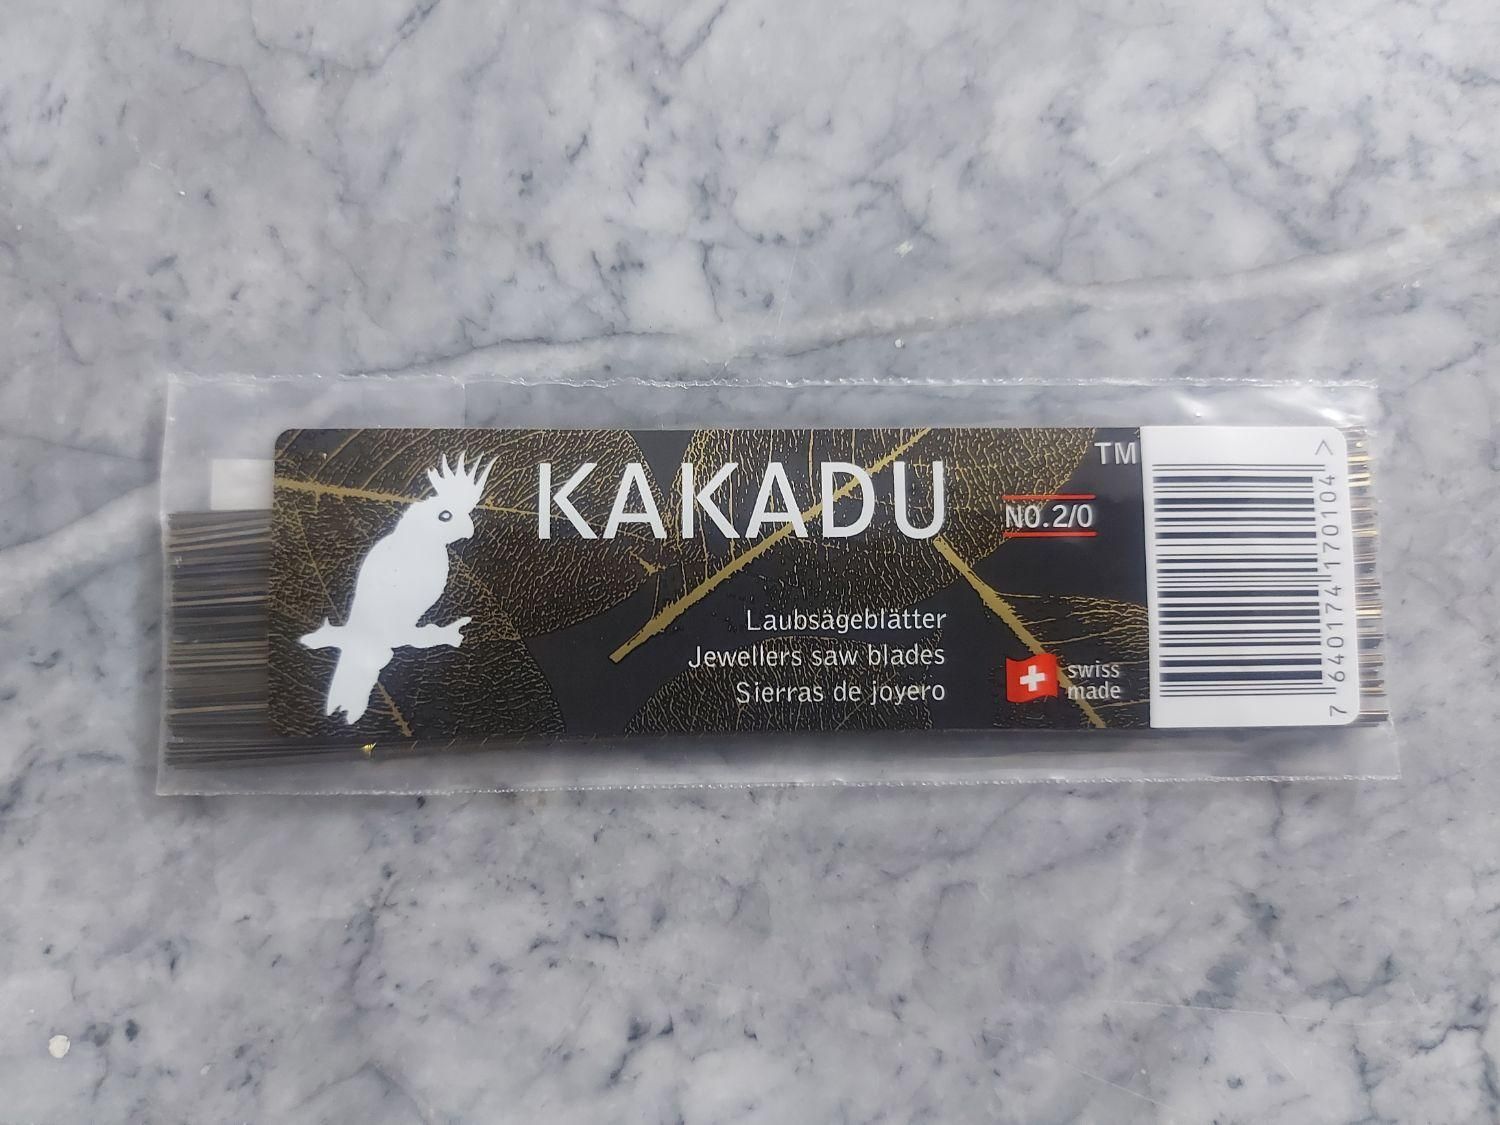 KAKADU
TM
NO.2/0
Laubsägeblätter
Jewellers saw blades
Sierras de joyero
swiss
made
7 640174 170104 >